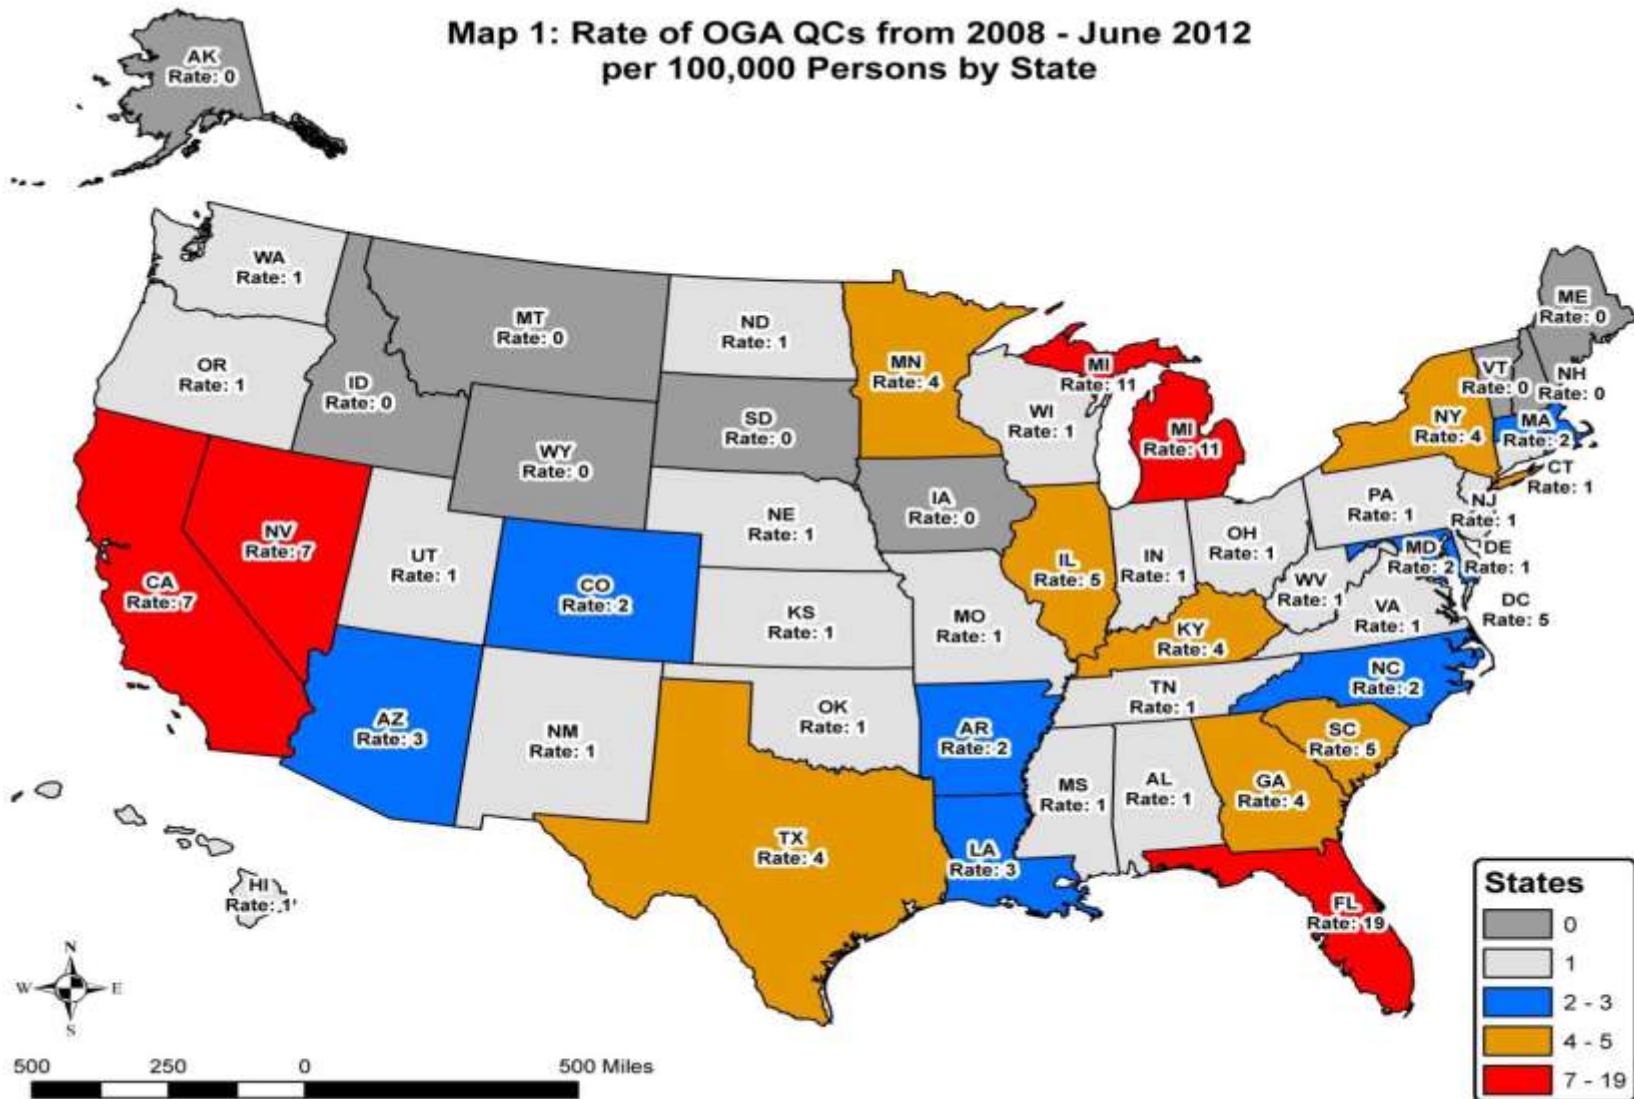 Map 1: Rate of OGA QCs from 2008 - June 2012
per 100,000 Persons by State
AK
Rate: 0
WA
Rate: 1
MT
Rate: 0
ND
Rate: 1
MN
Rate: 4
MI
Rate: 11
ME
Rate: 0
VT
Rate: 0
NH
Rate: 0
OR
Rate: 1
ID
Rate: 0
SD
Rate: 0
WI
Rate: 1
MI
Rate: 11
NY
Rate: 4
MA
Rate: 2
CT
Rate: 1
WY
Rate: 0
IA
Rate: 0
PA
Rate: 1
NJ
Rate: 1
NV
Rate: 7
UT
Rate: 1
NE
Rate: 1
IL
Rate: 5
IN
Rate: 1
OH
Rate: 1
MD
Rate: 2
DE
Rate: 1
CA
Rate: 7
CO
Rate: 2
KS
Rate: 1
MO
Rate: 1
WV
Rate: 1
VA
Rate: 1
DC
Rate: 5
KY
Rate: 4
NC
Rate: 2
AZ
Rate: 3
NM
Rate: 1
OK
Rate: 1
AR
Rate: 2
TN
Rate: 1
SC
Rate: 5
MS
Rate: 1
AL
Rate: 1
GA
Rate: 4
TX
Rate: 4
LA
Rate: 3
HI
Rate: 1
FL
Rate: 19
States
0
1
2 - 3
4 - 5
7 - 19
N
W E
S
500 250 0 500 Miles